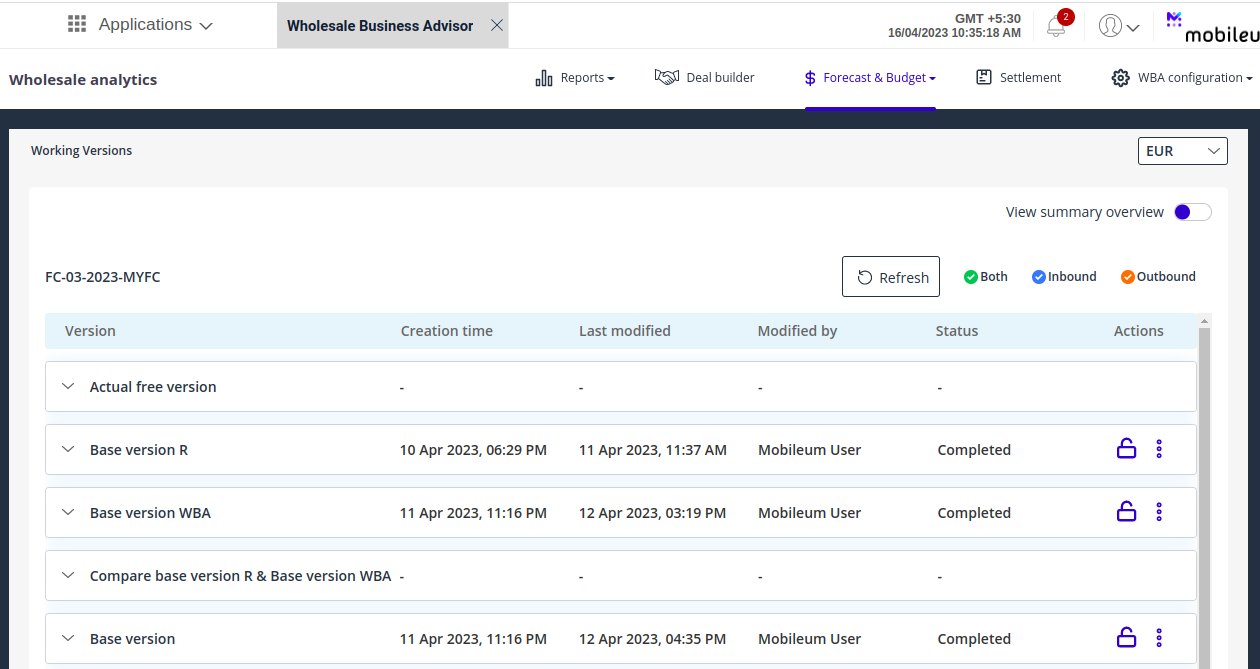 Applications
Wholesale Business Advisor
GMT +5:30
16/04/2023 10:35:18 AM
2
mobileu
Wholesale analytics
Reports
Deal builder
$ Forecast & Budget
Settlement
WBA configuration
Working Versions
EUR
View summary overview
FC-03-2023-MYFC
Refresh
Both
Inbound
Outbound
Version Creation time Last modified Modified by Status Actions
Actual free version - - - -
Base version R 10 Apr 2023, 06:29 PM 11 Apr 2023, 11:37 AM Mobileum User Completed
Base version WBA 11 Apr 2023, 11:16 PM 12 Apr 2023, 03:19 PM Mobileum User Completed
Compare base version R & Base version WBA - - - -
Base version 11 Apr 2023, 11:16 PM 12 Apr 2023, 04:35 PM Mobileum User Completed